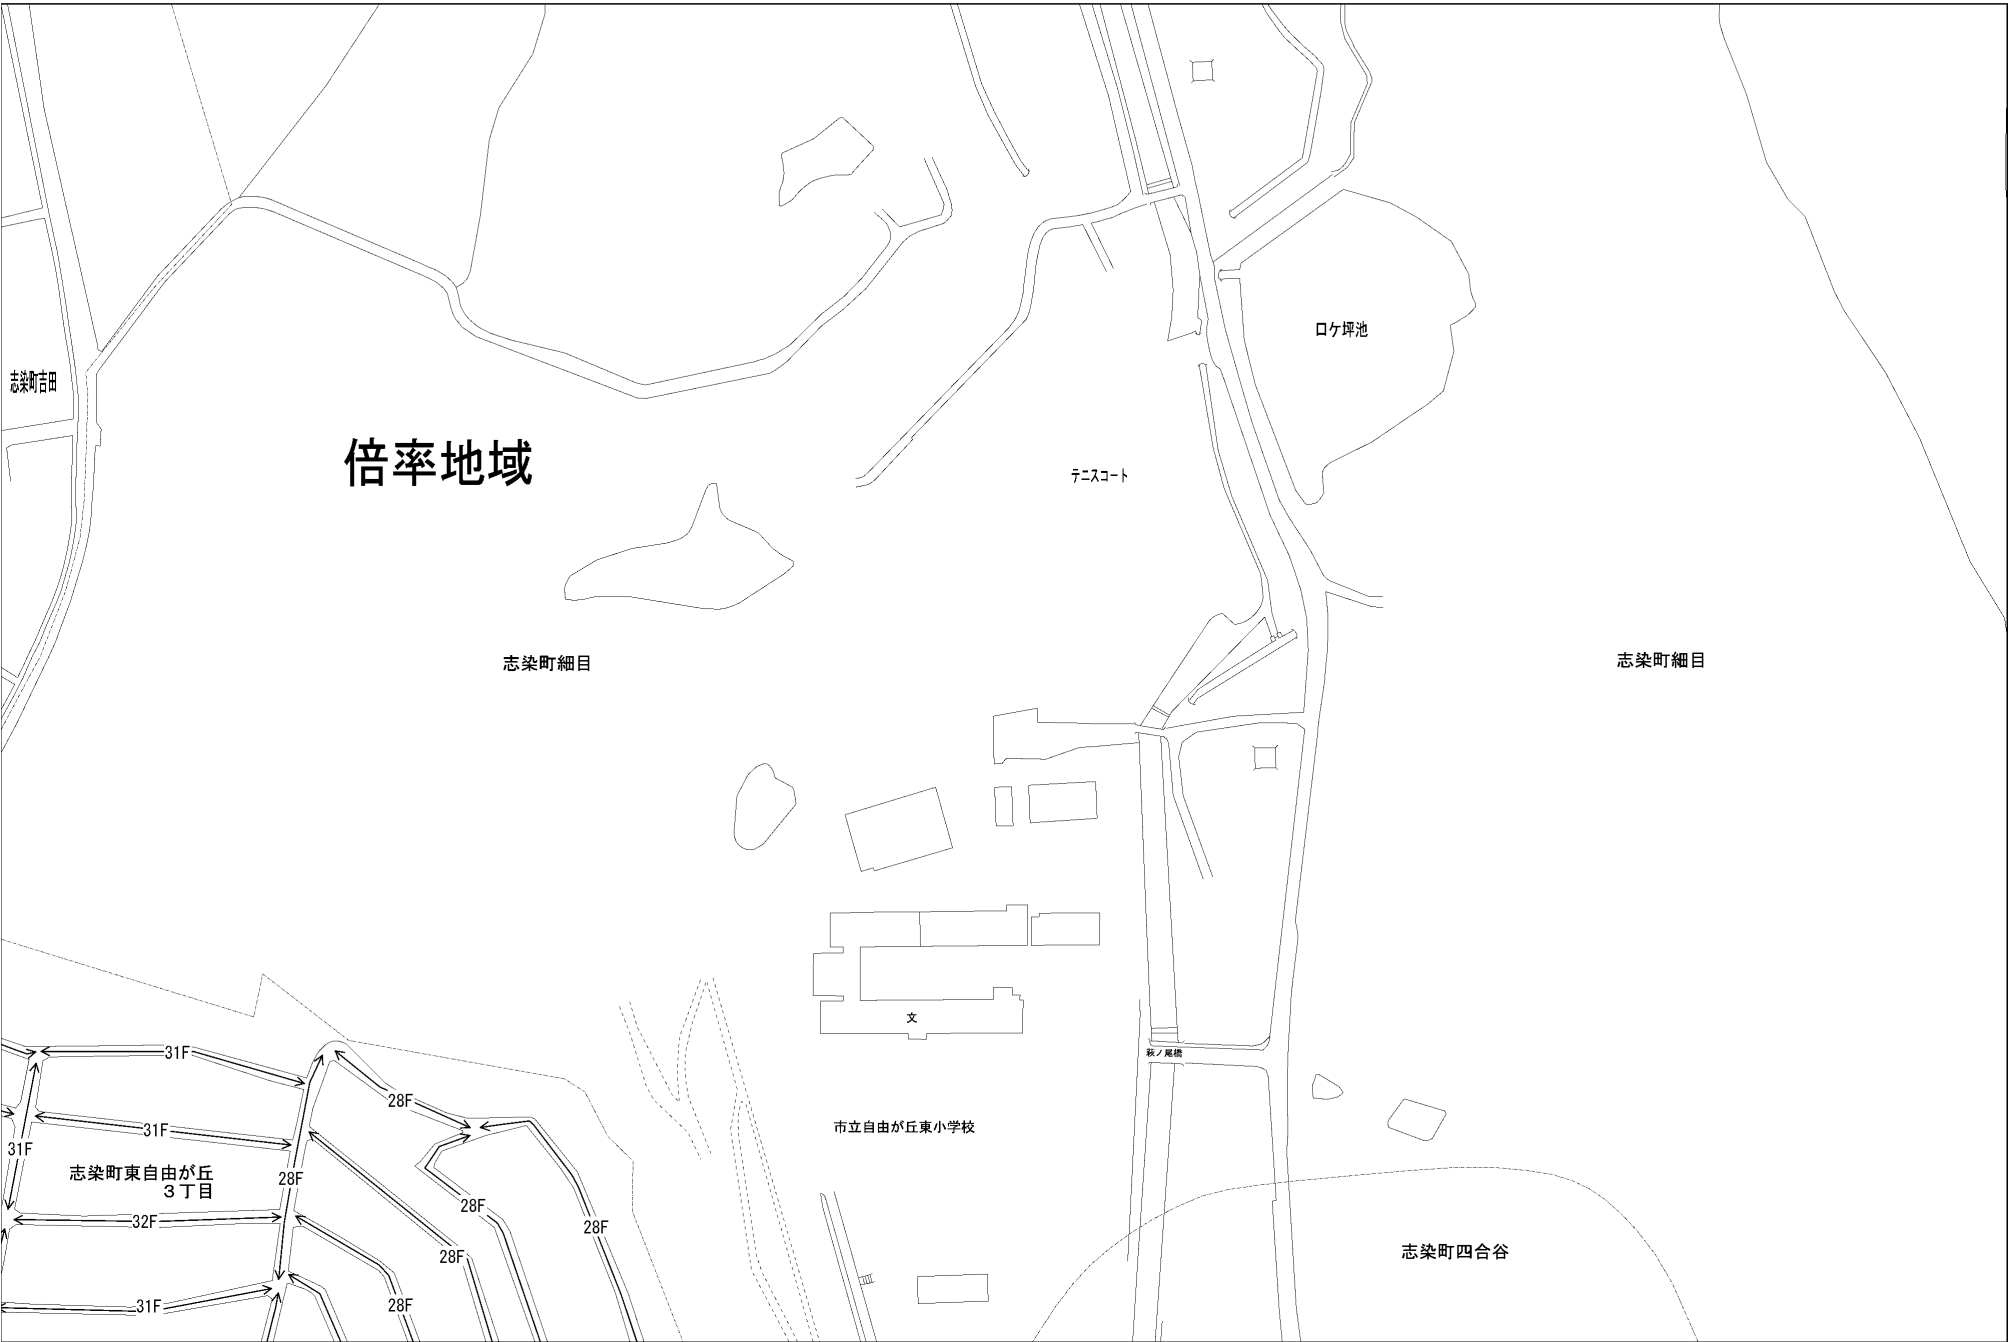 口ケ坪池
志染町吉田
倍率地域
テニスコート
志染町細目
志染町細目
文
31F
萩ノ尾橋
28F
31F
市立自由が丘東小学校
31F
志染町東自由が丘
3丁目
28F
28F
32F
28F
28F
志染町四合谷
31F
28F